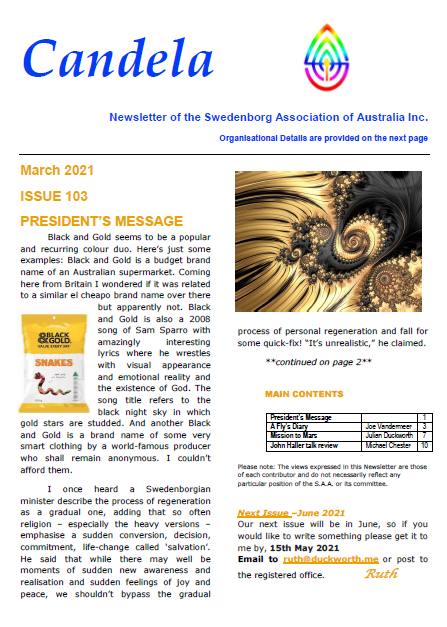 Candela
Newsletter of the Swedenborg Association of Australia Inc.
Organisational Details are provided on the next page
March 2021
ISSUE 103
PRESIDENT'S MESSAGE
Black and Gold seems to be a popular
and recurring colour duo. Here's just some
examples: Black and Gold is a budget brand
name of an Australian supermarket. Coming
here from Britain I wondered if it was related
to a similar el cheapo brand name over there
but apparently not. Black
and Gold is also a 2008
song of Sam Sparro with
amazingly interesting
lyrics where he wrestles
with visual appearance
and emotional reality and
the existence of God. The
song title refers to the
black night sky in which
gold stars are studded. And another Black
and Gold is a brand name of some very
smart clothing by a world-famous producer
who shall remain anonymous. I couldn't
afford them.
BLACK
&GOLD.
VALUE EVERY DAY
SNAKES
I once heard a Swedenborgian
minister describe the process of regeneration
as a gradual one, adding that so often
religion – especially the heavy versions –
emphasise a sudden conversion, decision,
commitment, life-change called 'salvation'.
He said that while there may well be
moments of sudden new awareness and
realisation and sudden feelings of joy and
peace, we shouldn't bypass the gradual
process of personal regeneration and fall for
some quick-fix! "It's unrealistic," he claimed.
**continued on page 2**
MAIN CONTENTS
President's Message 1
A Fly's Diary Joe Vandermeer 3
Mission to Mars Julian Duckworth 7
John Haller talk review Michael Chester 10
Please note: The views expressed in this Newsletter are those
of each contributor and do not necessarily reflect any
particular position of the S.A.A. or its committee.
Next Issue –June 2021
Our next issue will be in June, so if you
would like to write something please get it to
me by, 15th May 2021
Email to ruth@duckworth.me or post to
the registered office. Ruth